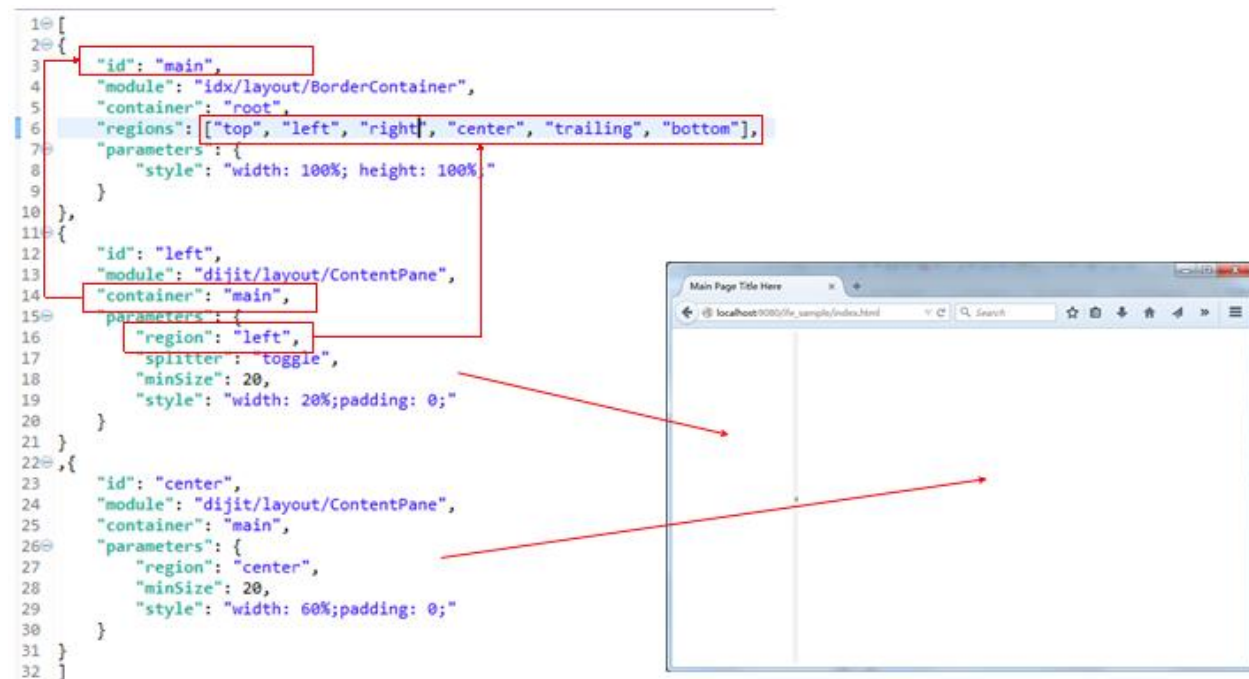 1 [
2 {
3 "id": "main",
4 "module": "idx/layout/BorderContainer",
5 "container": "root",
6 "regions": ["top", "left", "right", "center", "trailing", "bottom"],
7 "parameters": {
8 "style": "width: 100%; height: 100%;"
9 }
10 },
11 {
12 "id": "left",
13 "module": "dijit/layout/ContentPane",
14 "container": "main",
15 "parameters": {
16 "region": "left",
17 "splitter": "toggle",
18 "minSize": 20,
19 "style": "width: 20%;padding: 0;"
20 }
21 }
22 ,{
23 "id": "center",
24 "module": "dijit/layout/ContentPane",
25 "container": "main",
26 "parameters": {
27 "region": "center",
28 "minSize": 20,
29 "style": "width: 60%;padding: 0;"
30 }
31 }
32 ]
Main Page Title Here
localhost:9080/ife_sample/index.html
Search